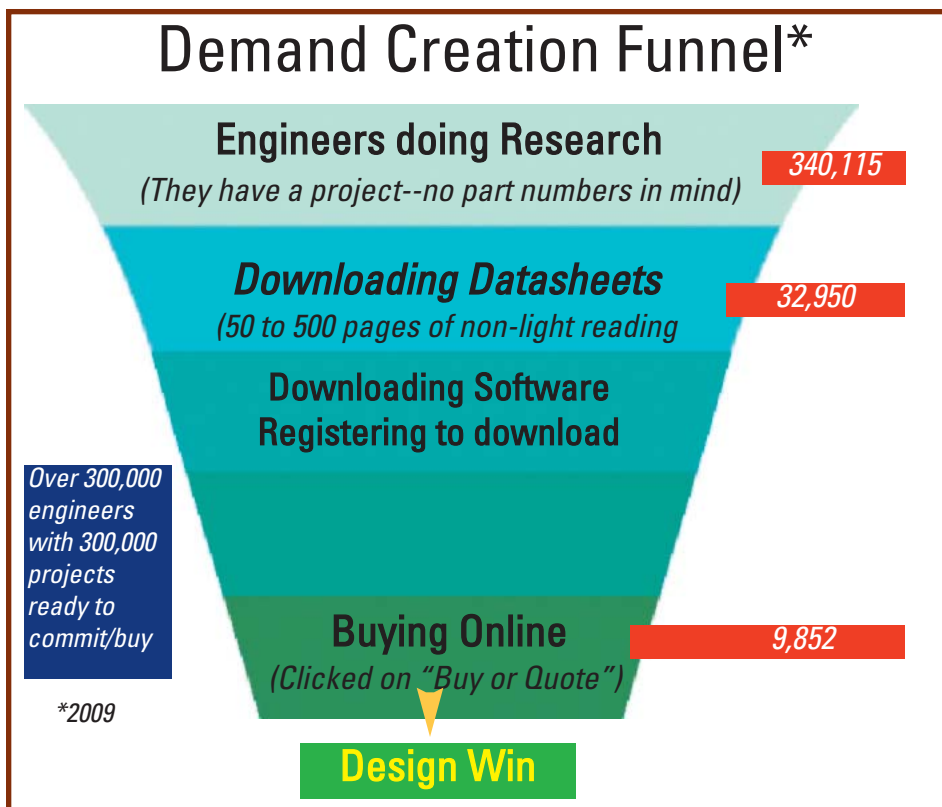 Demand Creation Funnel*
Engineers doing Research
(They have a project--no part numbers in mind)
340,115
Downloading Datasheets
(50 to 500 pages of non-light reading
32,950
Downloading Software
Registering to download
Over 300,000
engineers
with 300,000
projects
ready to
commit/buy
Buying Online
(Clicked on “Buy or Quote”)
9,852
*2009
Design Win